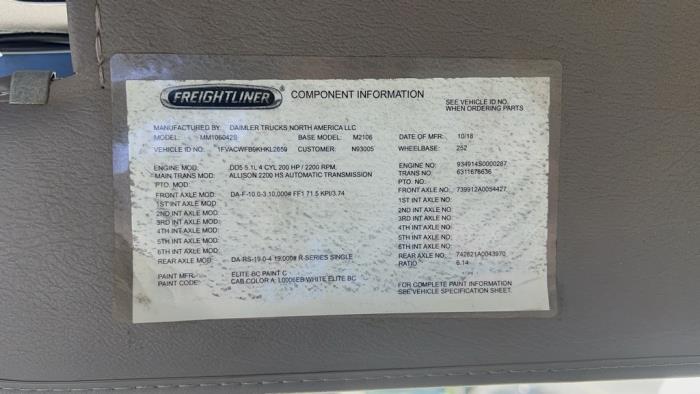 FREIGHTLINER ® COMPONENT INFORMATION
SEE VEHICLE ID NO.
WHEN ORDERING PARTS
MANUFACTURED BY: DAIMLER TRUCKS NORTH AMERICA LLC
MODEL: MM106042S BASE MODEL: M2106 DATE OF MFR: 10/18
VEHICLE ID NO.: 1FVACWFB9KHKL2659 CUSTOMER: N93005 WHEELBASE: 252
ENGINE MOD: DD5 5.1L 4 CYL 200 HP / 2200 RPM, ENGINE NO: 934914S0000287
MAIN TRANS MOD: ALLISON 2200 HS AUTOMATIC TRANSMISSION TRANS NO: 6311678636
PTO. MOD: PTO. NO:
FRONT AXLE MOD: DA-F-10.0-3 10,000# FF1 71.5 KPI/3.74 FRONT AXLE NO: 739912A0054427
1ST INT AXLE MOD: 1ST INT AXLE NO:
2ND INT AXLE MOD: 2ND INT AXLE NO:
3RD INT AXLE MOD: 3RD INT AXLE NO:
4TH INT AXLE MOD: 4TH INT AXLE NO:
5TH INT AXLE MOD: 5TH INT AXLE NO:
6TH INT AXLE MOD: 6TH INT AXLE NO:
REAR AXLE MOD: DA-RS-19.0-4 19,000# R-SERIES SINGLE REAR AXLE NO: 742621A0043970
RATIO 6.14
PAINT MFR: ELITE BC PAINT C
PAINT CODE: CAB COLOR A: L0006EB WHITE ELITE BC
FOR COMPLETE PAINT INFORMATION
SEE VEHICLE SPECIFICATION SHEET.